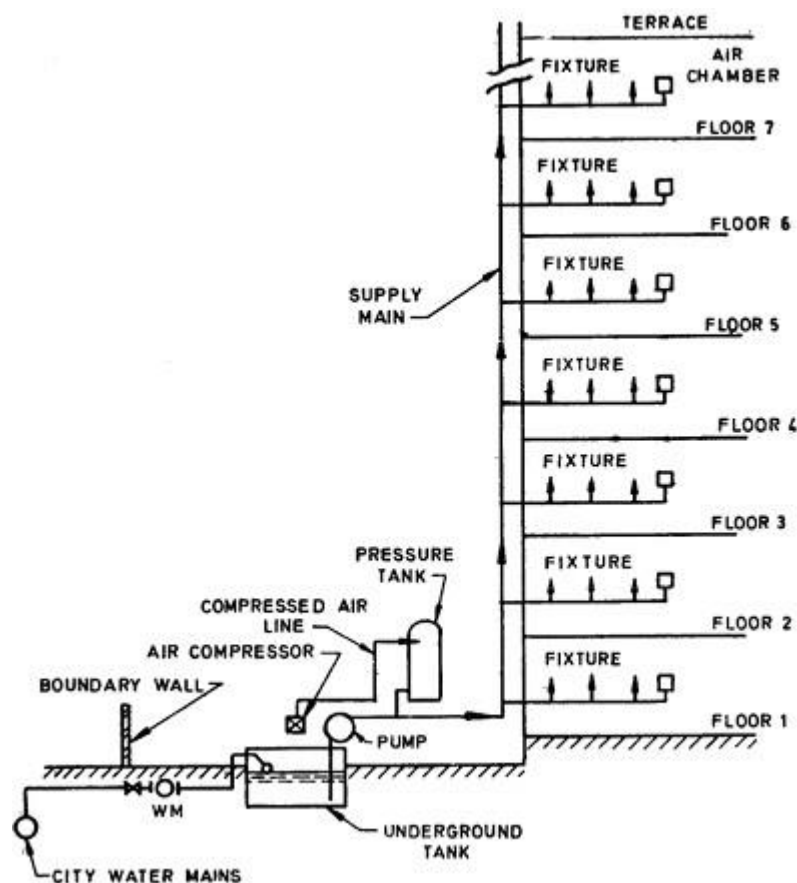 TERRACE
FIXTURE
AIR
CHAMBER
FLOOR 7
FIXTURE
FLOOR 6
FIXTURE
SUPPLY
MAIN
FLOOR 5
FIXTURE
FLOOR 4
FIXTURE
FLOOR 3
PRESSURE
TANK
FIXTURE
COMPRESSED AIR
LINE
FLOOR 2
AIR COMPRESSOR
FIXTURE
BOUNDARY WALL
FLOOR 1
PUMP
WM
UNDERGROUND
TANK
CITY WATER MAINS